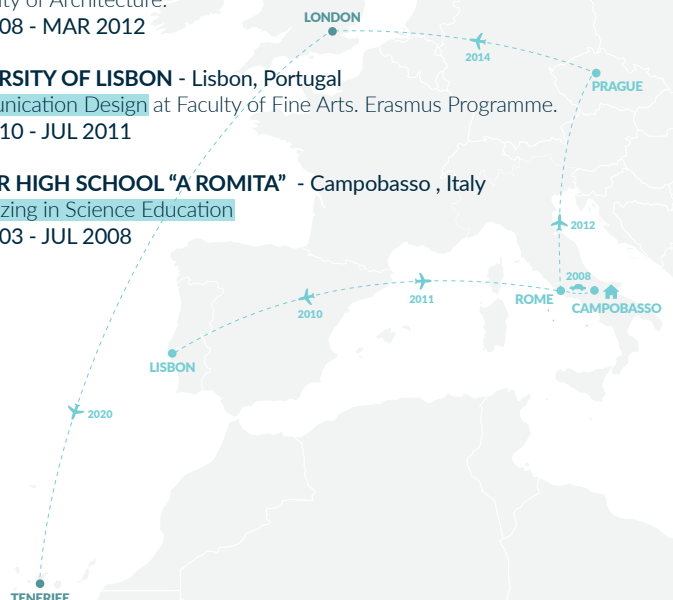 ity of Architecture.
08 - MAR 2012
LONDON
2014
PRAGUE
RSITY OF LISBON - Lisbon, Portugal
unication Design at Faculty of Fine Arts. Erasmus Programme.
10 - JUL 2011
R HIGH SCHOOL “A ROMITA” - Campobasso , Italy
zing in Science Education
03 - JUL 2008
2012
2008
ROME
CAMPOBASSO
2011
2010
LISBON
2020
TENERIFE